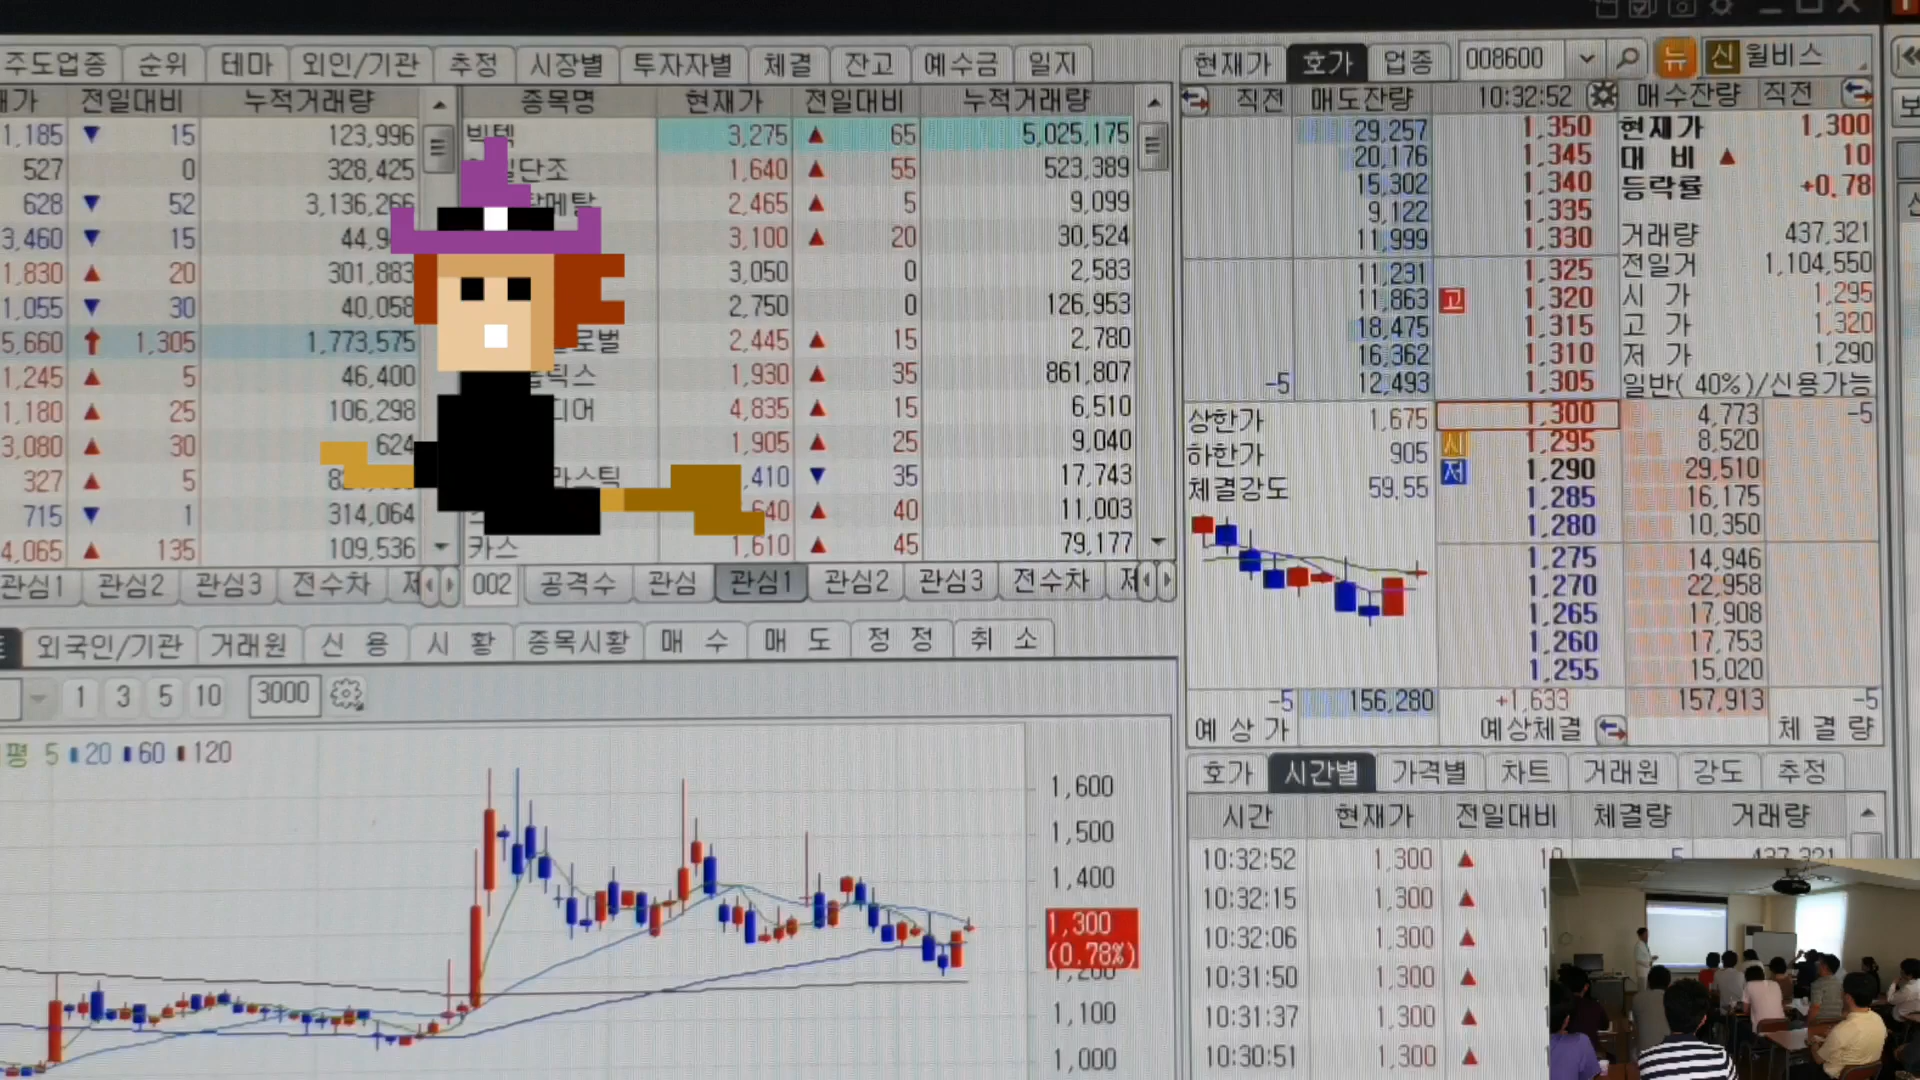 주도업종 순위 테마 외인/기관 추정 시장별 투자자별 체결 잔고 예수금 일지
전일대비 누적거래량
1,185 ▼ 15 123,996
527 0 328,425
628 ▼ 52 3,136,266
3,460 ▼ 15
1,830 ▲ 20 301,883
1,055 ▼ 30 40,058
5,660 ↑ 1,305 1,773,575
1,245 ▲ 5 46,400
1,180 ▲ 25 106,298
3,080 ▲ 30 624
327 ▲ 5
715 ▼ 1 314,064
4,065 ▲ 135 109,536
관심1 관심2 관심3 전수차
종목명 현재가 전일대비 누적거래량
빅텍 3,275 ▲ 65 5,025,175
1,640 ▲ 55 523,389
2,465 ▲ 5 9,099
3,100 ▲ 20 30,524
3,050 0 2,583
2,750 0 126,953
2,445 ▲ 15 2,780
1,930 ▲ 35 861,807
4,835 ▲ 15 6,510
1,905 ▲ 25 9,040
▼ 35 17,743
▲ 40 11,003
카스 1,610 ▲ 45 79,177
002 공격수 관심 관심1 관심2 관심3 전수차
외국인/기관 거래원 신 용 시 황 종목시황 매 수 매 도 정 정 취 소
1 3 5 10 3000
평 5 20 60 120
1,600
1,500
1,400
1,300
(0.78%)
1,200
1,100
1,000
현재가 호가 업종 008600 뉴 신 윌비스
직전 매도잔량 10:32:52 매수잔량 직전
29,257 1,350
20,176 1,345
15,302 1,340
9,122 1,335
11,999 1,330
11,231 1,325
11,863 고 1,320
18,475 1,315
16,362 1,310
-5 12,493 1,305
현재가 1,300
대 비 ▲ 10
등락률 +0.78
거래량 437,321
전일거 1,104,550
시 가 1,295
고 가 1,320
저 가 1,290
일반( 40%)/신용가능
상한가 1,675
하한가 905
체결강도 59.55
1,300 4,773 -5
시 1,295 8,520
저 1,290 29,510
1,285 16,175
1,280 10,350
1,275 14,946
1,270 22,958
1,265 17,908
1,260 17,753
1,255 15,020
-5 156,280 +1,633 157,913 -5
예 상 가 예상체결 체 결 량
호가 시간별 가격별 차트 거래원 강도 추정
시간 현재가 전일대비 체결량 거래량
10:32:52 1,300 ▲ 10 5 437,321
10:32:15 1,300 ▲
10:32:06 1,300 ▲
10:31:50 1,300 ▲
10:31:37 1,300 ▲
10:30:51 1,300 ▲